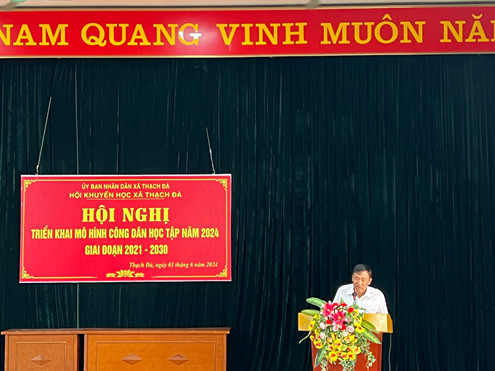 NAM QUANG VINH MUÔN NĂM
ỦY BAN NHÂN DÂN XÃ THẠCH ĐÀ
HỘI KHUYẾN HỌC XÃ THẠCH ĐÀ
HỘI NGHỊ
TRIỂN KHAI MÔ HÌNH CÔNG DÂN HỌC TẬP NĂM 2024
GIAI ĐOẠN 2021 - 2030
Thạch Đà, ngày 01 tháng 6 năm 2024